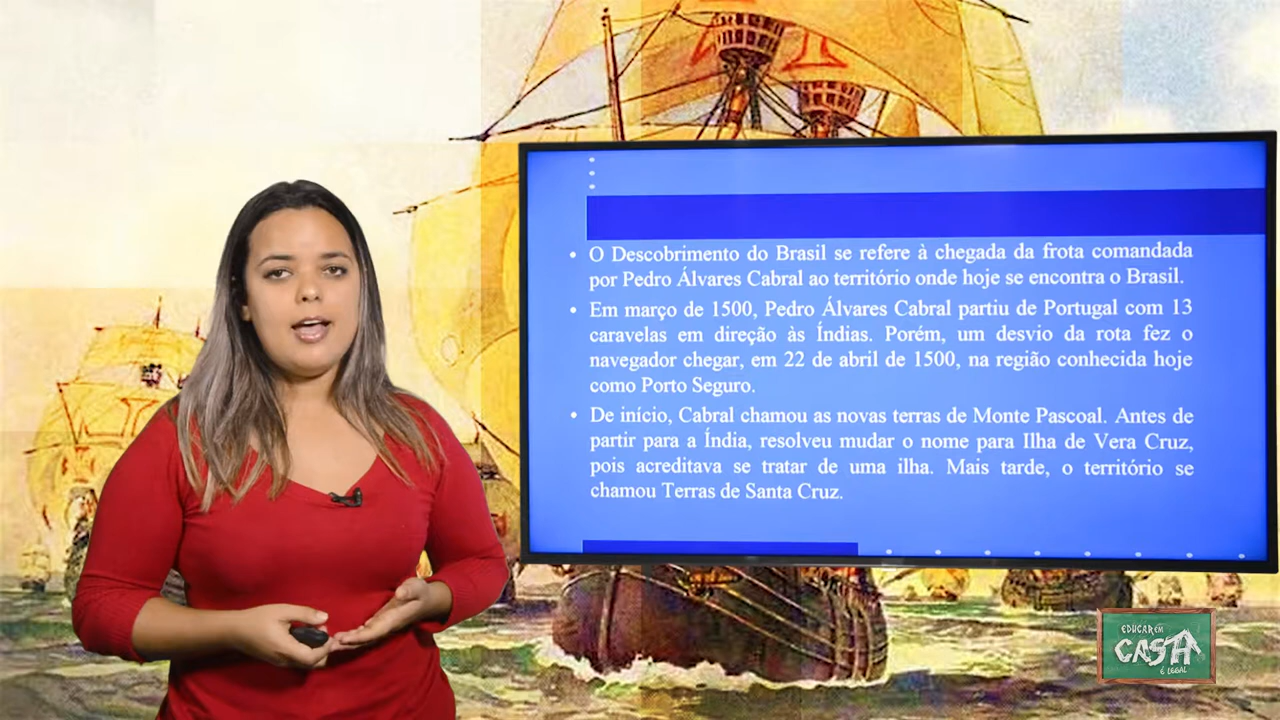 • O Descobrimento do Brasil se refere à chegada da frota comandada
por Pedro Álvares Cabral ao território onde hoje se encontra o Brasil.
• Em março de 1500, Pedro Álvares Cabral partiu de Portugal com 13
caravelas em direção às Índias. Porém, um desvio da rota fez o
navegador chegar, em 22 de abril de 1500, na região conhecida hoje
como Porto Seguro.
• De início, Cabral chamou as novas terras de Monte Pascoal. Antes de
partir para a Índia, resolveu mudar o nome para Ilha de Vera Cruz,
pois acreditava se tratar de uma ilha. Mais tarde, o território se
chamou Terras de Santa Cruz.
EDUCAR EM
CASA
É LEGAL